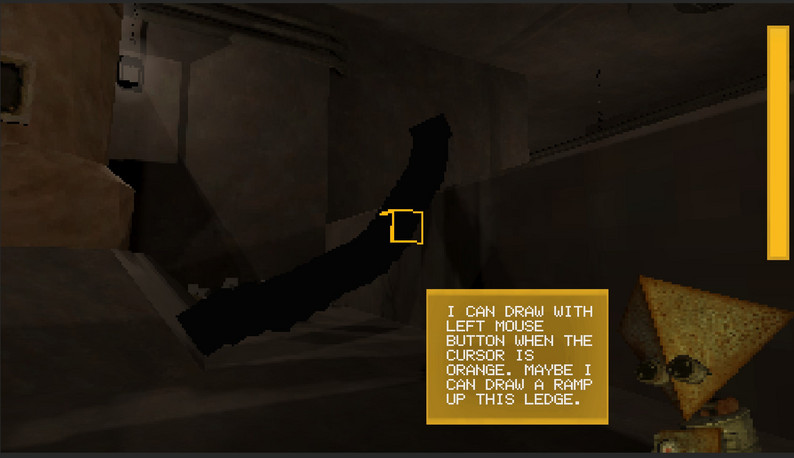 I CAN DRAW WITH
LEFT MOUSE
BUTTON WHEN THE
CURSOR IS
ORANGE. MAYBE I
CAN DRAW A RAMP
UP THIS LEDGE.